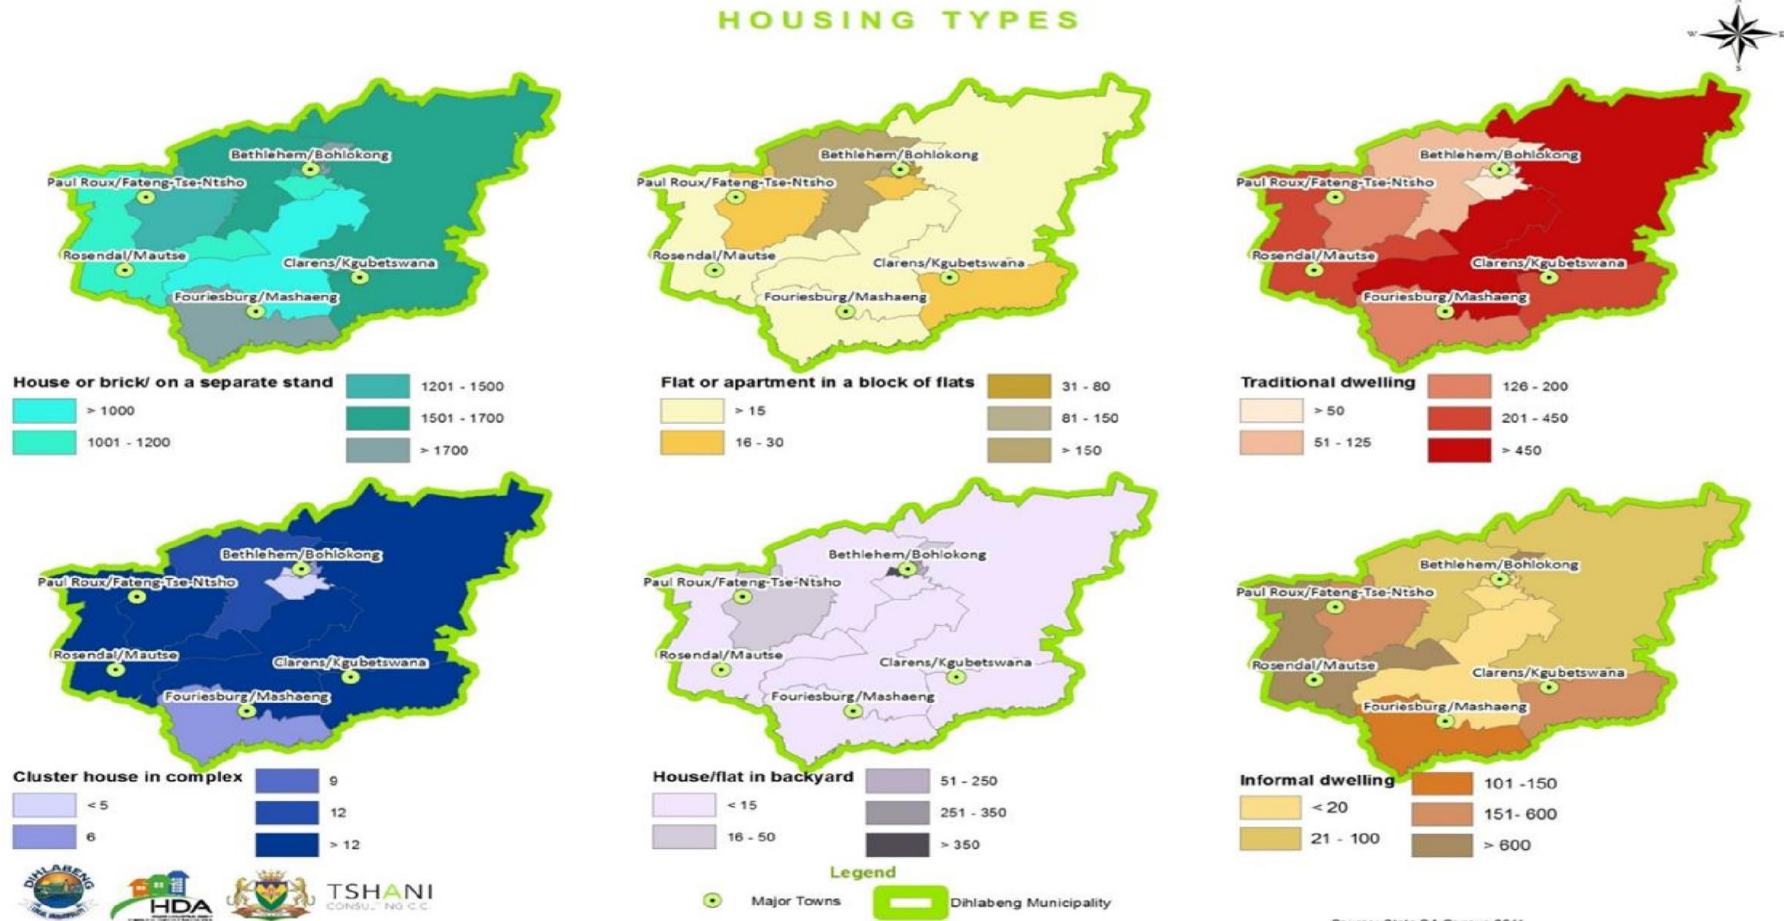 HOUSING TYPES
N
W
E
S
Bethlehem/Bohlokong
Paul Roux/Fateng-Tse-Ntsho
Rosendal/Mautse
Clarens/Kgubetswana
Fouriesburg/Mashaeng
House or brick/ on a separate stand
> 1000
1001 - 1200
1201 - 1500
1501 - 1700
> 1700
Bethlehem/Bohlokong
Paul Roux/Fateng-Tse-Ntsho
Rosendal/Mautse
Clarens/Kgubetswana
Fouriesburg/Mashaeng
Flat or apartment in a block of flats
> 15
16 - 30
31 - 80
81 - 150
> 150
Bethlehem/Bohlokong
Paul Roux/Fateng-Tse-Ntsho
Rosendal/Mautse
Clarens/Kgubetswana
Fouriesburg/Mashaeng
Traditional dwelling
> 50
51 - 125
126 - 200
201 - 450
> 450
Bethlehem/Bohlokong
Paul Roux/Fateng-Tse-Ntsho
Rosendal/Mautse
Clarens/Kgubetswana
Fouriesburg/Mashaeng
Cluster house in complex
< 5
6
9
12
> 12
Bethlehem/Bohlokong
Paul Roux/Fateng-Tse-Ntsho
Rosendal/Mautse
Clarens/Kgubetswana
Fouriesburg/Mashaeng
House/flat in backyard
< 15
16 - 50
51 - 250
251 - 350
> 350
Bethlehem/Bohlokong
Paul Roux/Fateng-Tse-Ntsho
Rosendal/Mautse
Clarens/Kgubetswana
Fouriesburg/Mashaeng
Informal dwelling
< 20
21 - 100
101 -150
151- 600
> 600
DIHLABENG
HDA
TSHANI
CONSULTING C.C.
Legend
Major Towns
Dihlabeng Municipality